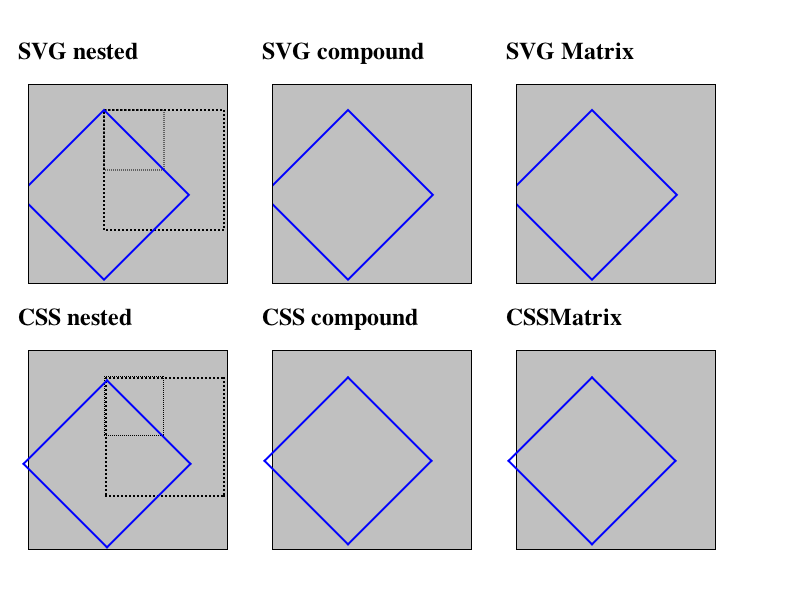 SVG nested
SVG compound
SVG Matrix
CSS nested
CSS compound
CSSMatrix